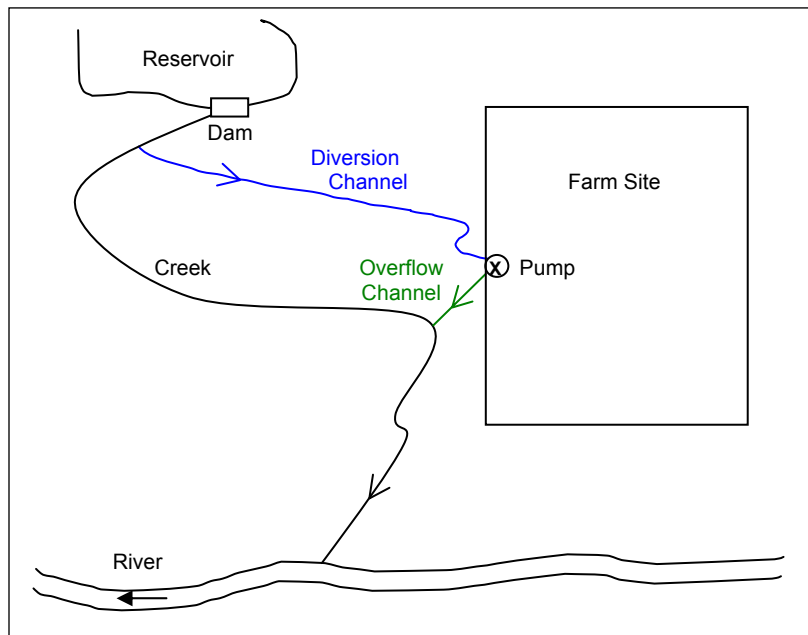 Reservoir
Dam
Diversion
Channel
Farm Site
Creek
Overflow
Channel
X
Pump
River